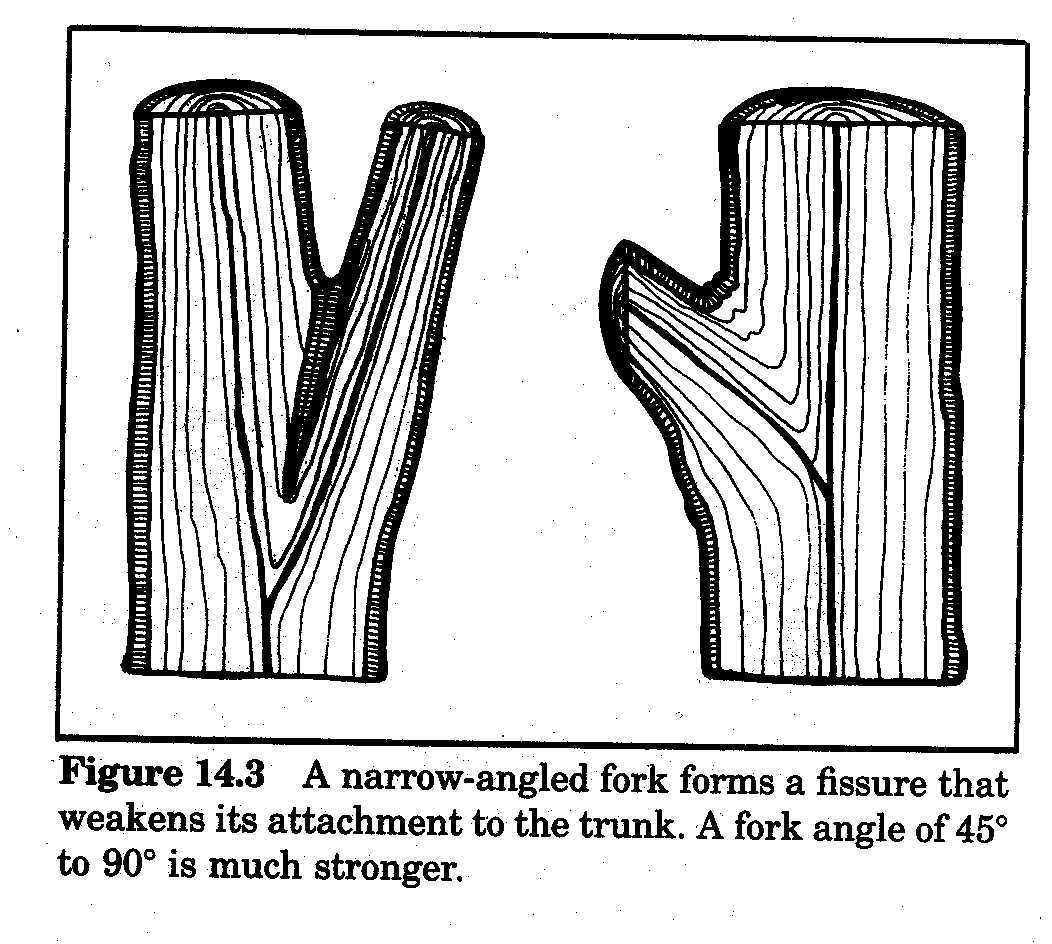 Figure 14.3 A narrow-angled fork forms a fissure that
weakens its attachment to the trunk. A fork angle of 45°
to 90° is much stronger.